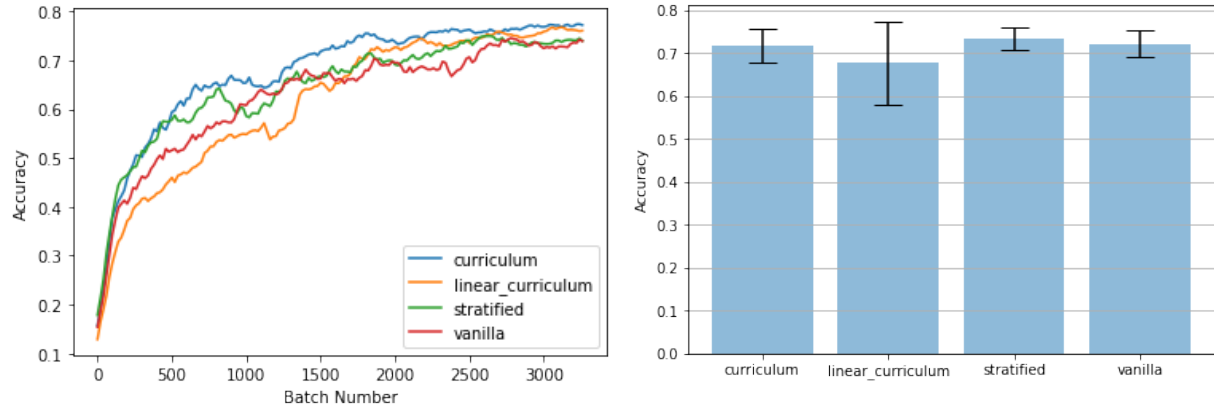 0.8
0.7
0.6
0.5
0.4
0.3
0.2
0.1
Accuracy
0
500
1000
1500
2000
2500
3000
Batch Number
curriculum
linear_curriculum
stratified
vanilla
0.8
0.7
0.6
0.5
0.4
0.3
0.2
0.1
0.0
Accuracy
curriculum
linear_curriculum
stratified
vanilla